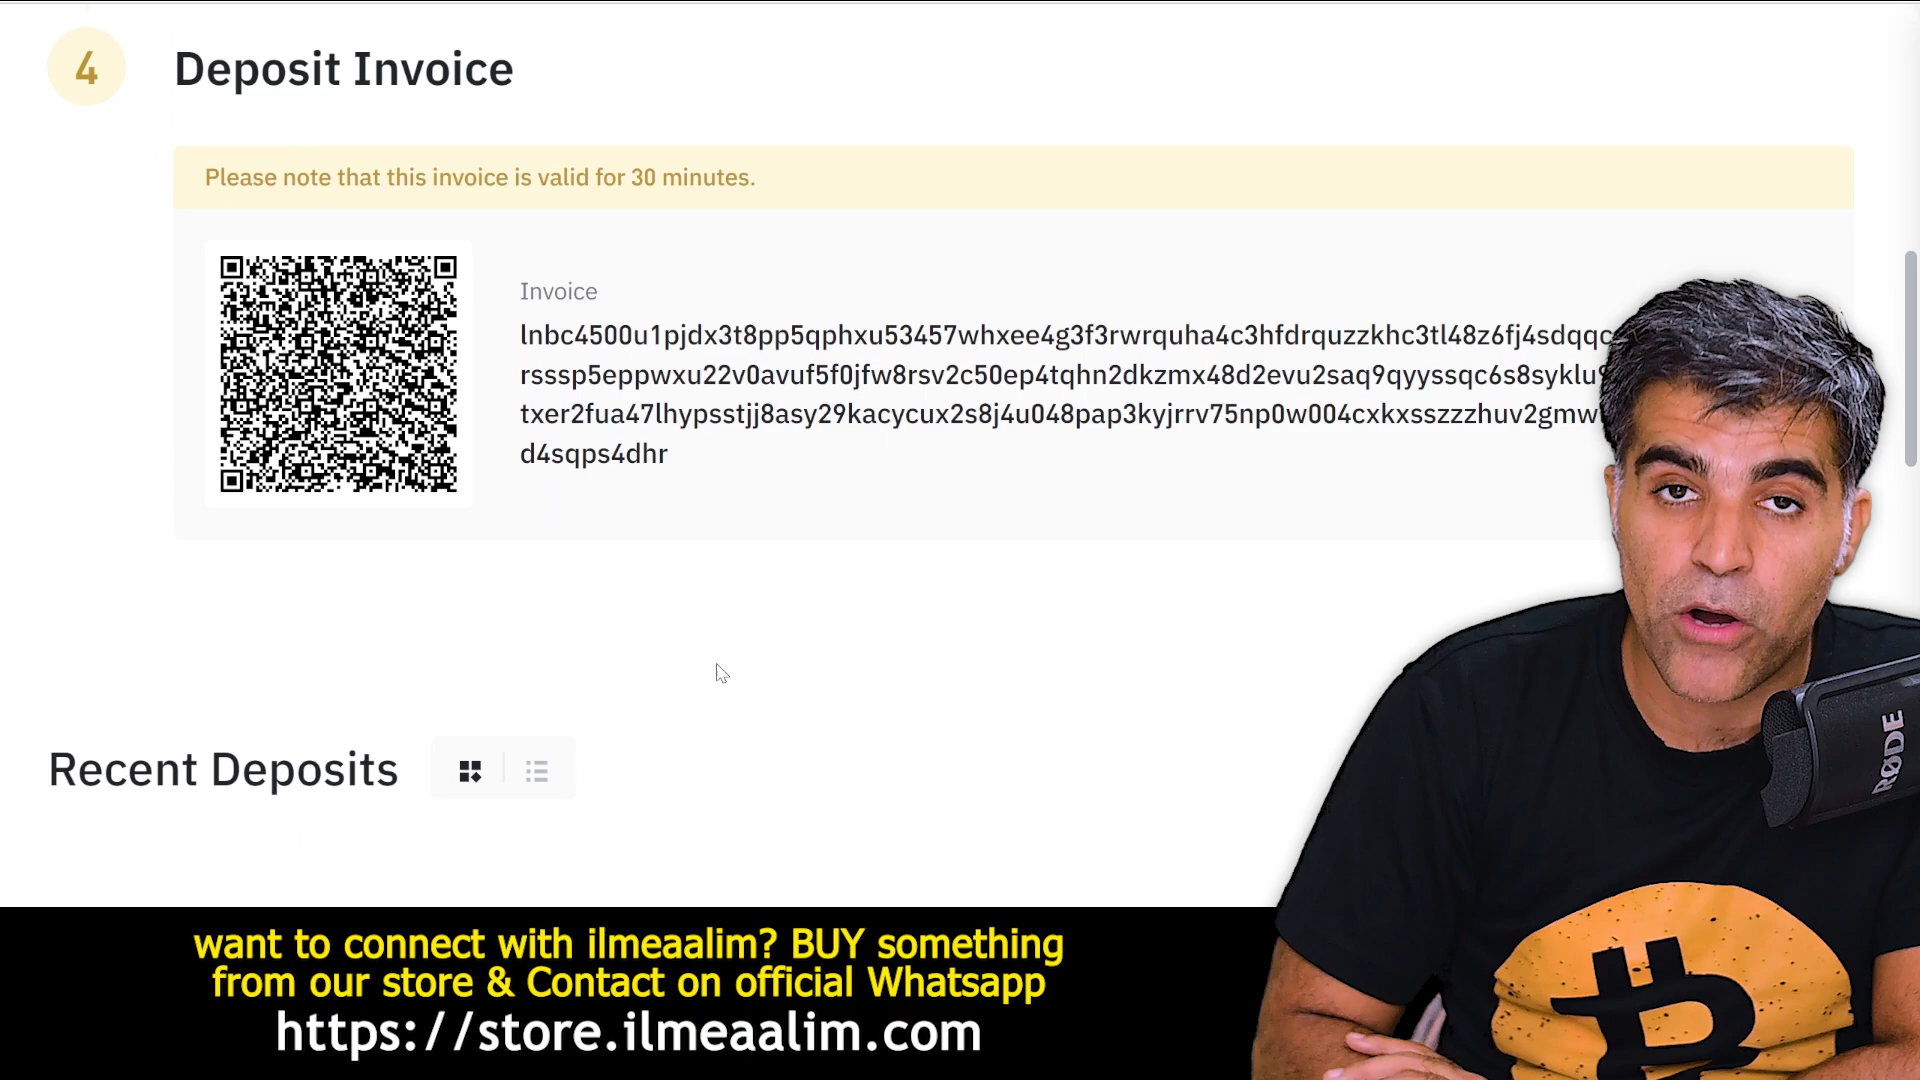 4
Deposit Invoice
Please note that this invoice is valid for 30 minutes.
Invoice
lnbc4500u1pjdx3t8pp5qphxu53457whxee4g3f3rwrquha4c3hfdrquzzkhc3tl48z6fj4sdqqc
rsssp5eppwxu22v0avuf5f0jfw8rsv2c50ep4tqhn2dkzmx48d2evu2saq9qyyssqc6s8syklu
txer2fua47lhypsstjj8asy29kacycux2s8j4u048pap3kyjrrv75np0w004cxkxsszzzhuv2gmw
d4sqps4dhr
Recent Deposits
RØDE
want to connect with ilmeaalim? BUY something
from our store & Contact on official Whatsapp
https://store.ilmeaalim.com